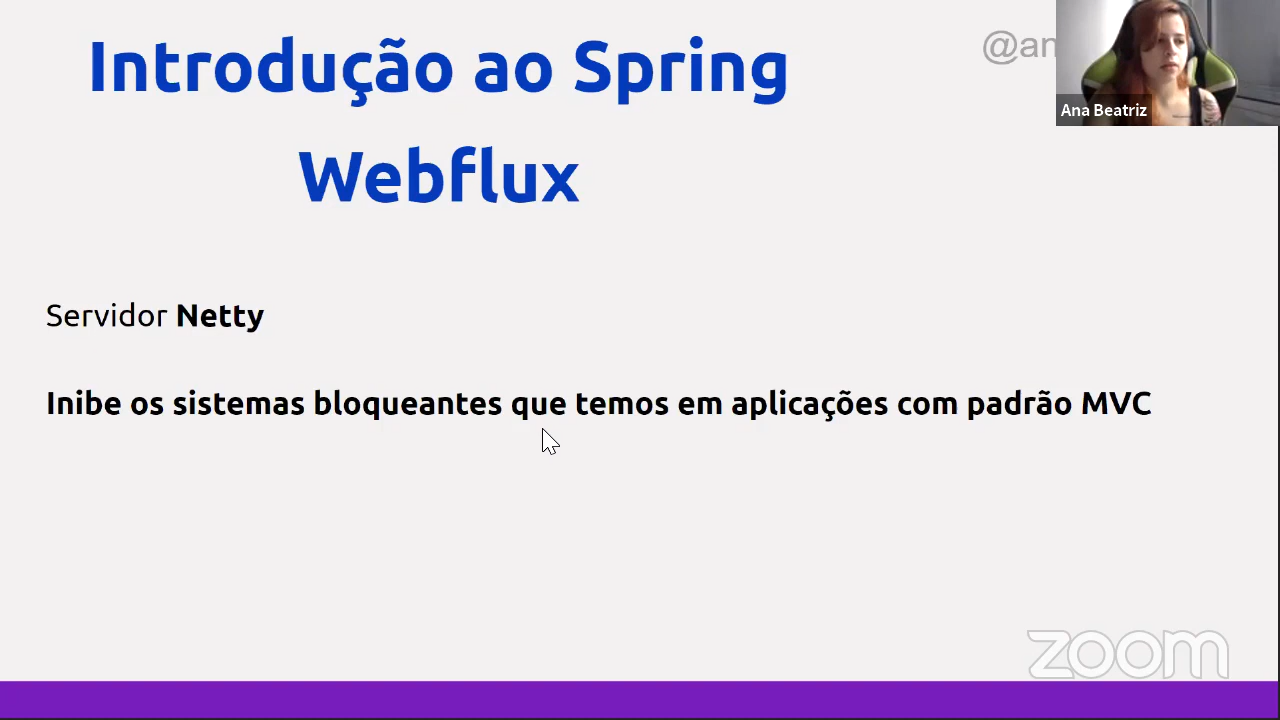 Introdução ao Spring
Webflux
Ana Beatriz
Servidor Netty
Inibe os sistemas bloqueantes que temos em aplicações com padrão MVC
zoom